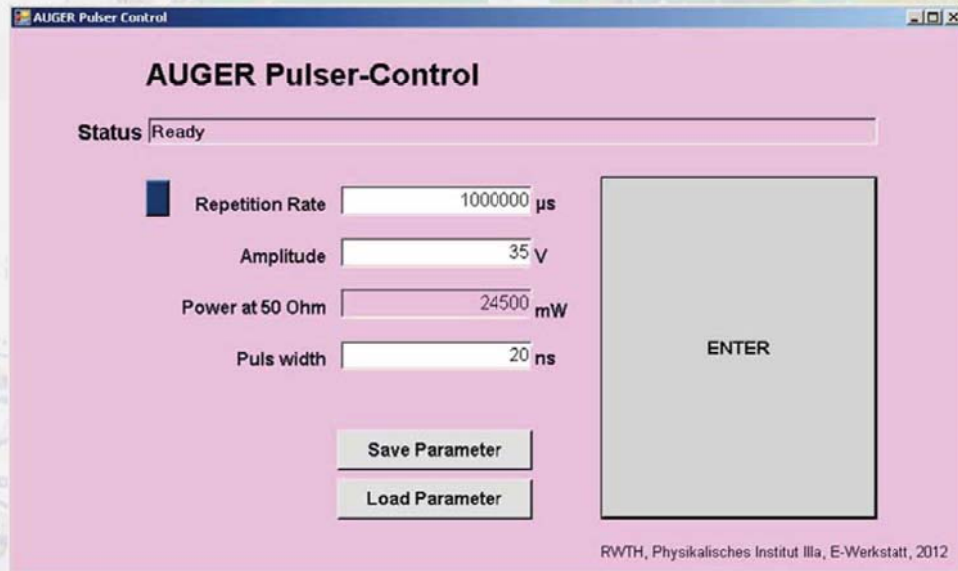 AUGER Pulser Control
AUGER Pulser-Control
Status Ready
Repetition Rate 1000000 µs
Amplitude 35 V
Power at 50 Ohm 24500 mW
Puls width 20 ns
ENTER
Save Parameter
Load Parameter
RWTH, Physikalisches Institut IIIa, E-Werkstatt, 2012